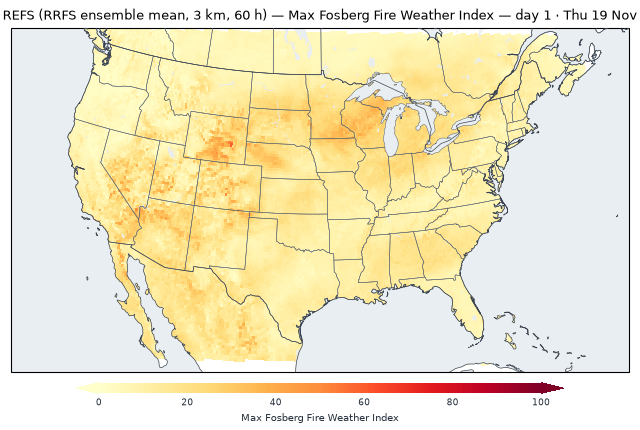 REFS (RRFS ensemble mean, 3 km, 60 h) — Max Fosberg Fire Weather Index — day 1 · Thu 19 Nov
0 20 40 60 80 100
Max Fosberg Fire Weather Index